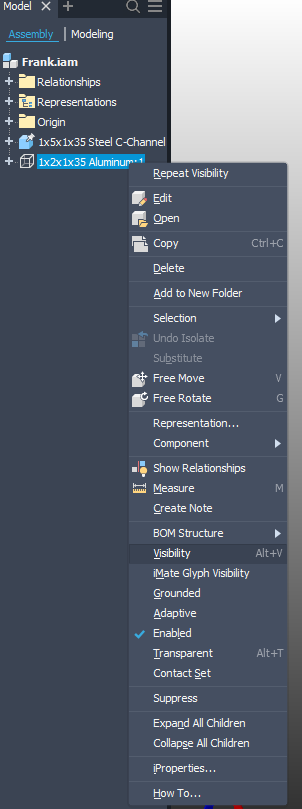 Model
Assembly | Modeling
Frank.iam
Relationships
Representations
Origin
1x5x1x35 Steel C-Channel
1x2x1x35 Aluminum:1
Repeat Visibility
Edit
Open
Copy Ctrl+C
Delete
Add to New Folder
Selection
Undo Isolate
Substitute
Free Move V
Free Rotate G
Representation...
Component
Show Relationships
Measure M
Create Note
BOM Structure
Visibility Alt+V
iMate Glyph Visibility
Grounded
Adaptive
Enabled
Transparent Alt+T
Contact Set
Suppress
Expand All Children
Collapse All Children
iProperties...
How To...